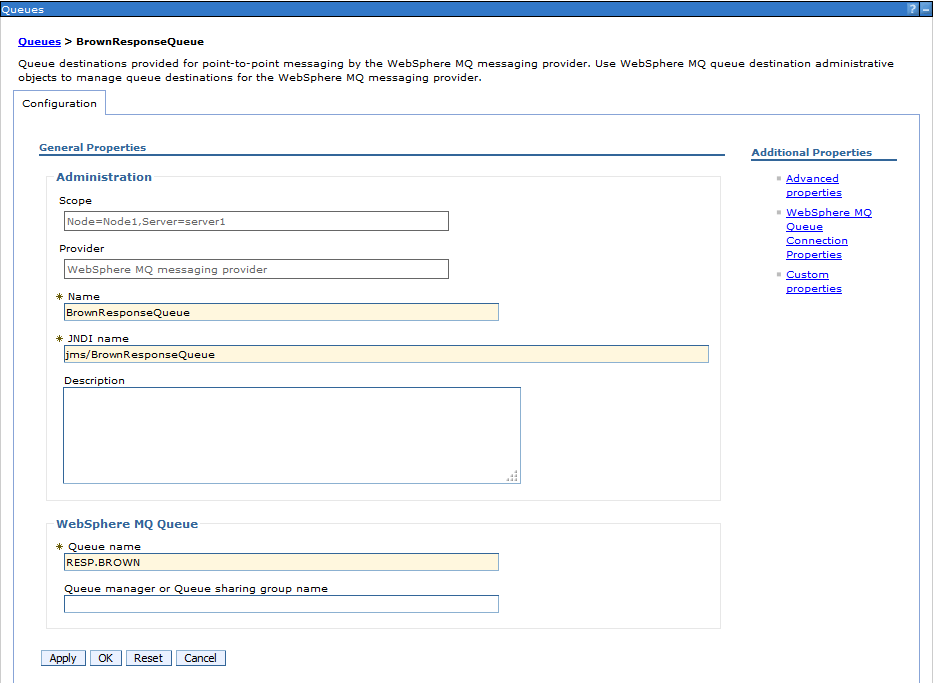 Queues ? –
Queues > BrownResponseQueue
Queue destinations provided for point-to-point messaging by the WebSphere MQ messaging provider. Use WebSphere MQ queue destination administrative
objects to manage queue destinations for the WebSphere MQ messaging provider.
Configuration
General Properties
Administration
Scope
Node=Node1,Server=server1
Provider
WebSphere MQ messaging provider
* Name
BrownResponseQueue
* JNDI name
jms/BrownResponseQueue
Description
WebSphere MQ Queue
* Queue name
RESP.BROWN
Queue manager or Queue sharing group name
Apply OK Reset Cancel
Additional Properties
Advanced
properties
WebSphere MQ
Queue
Connection
Properties
Custom
properties